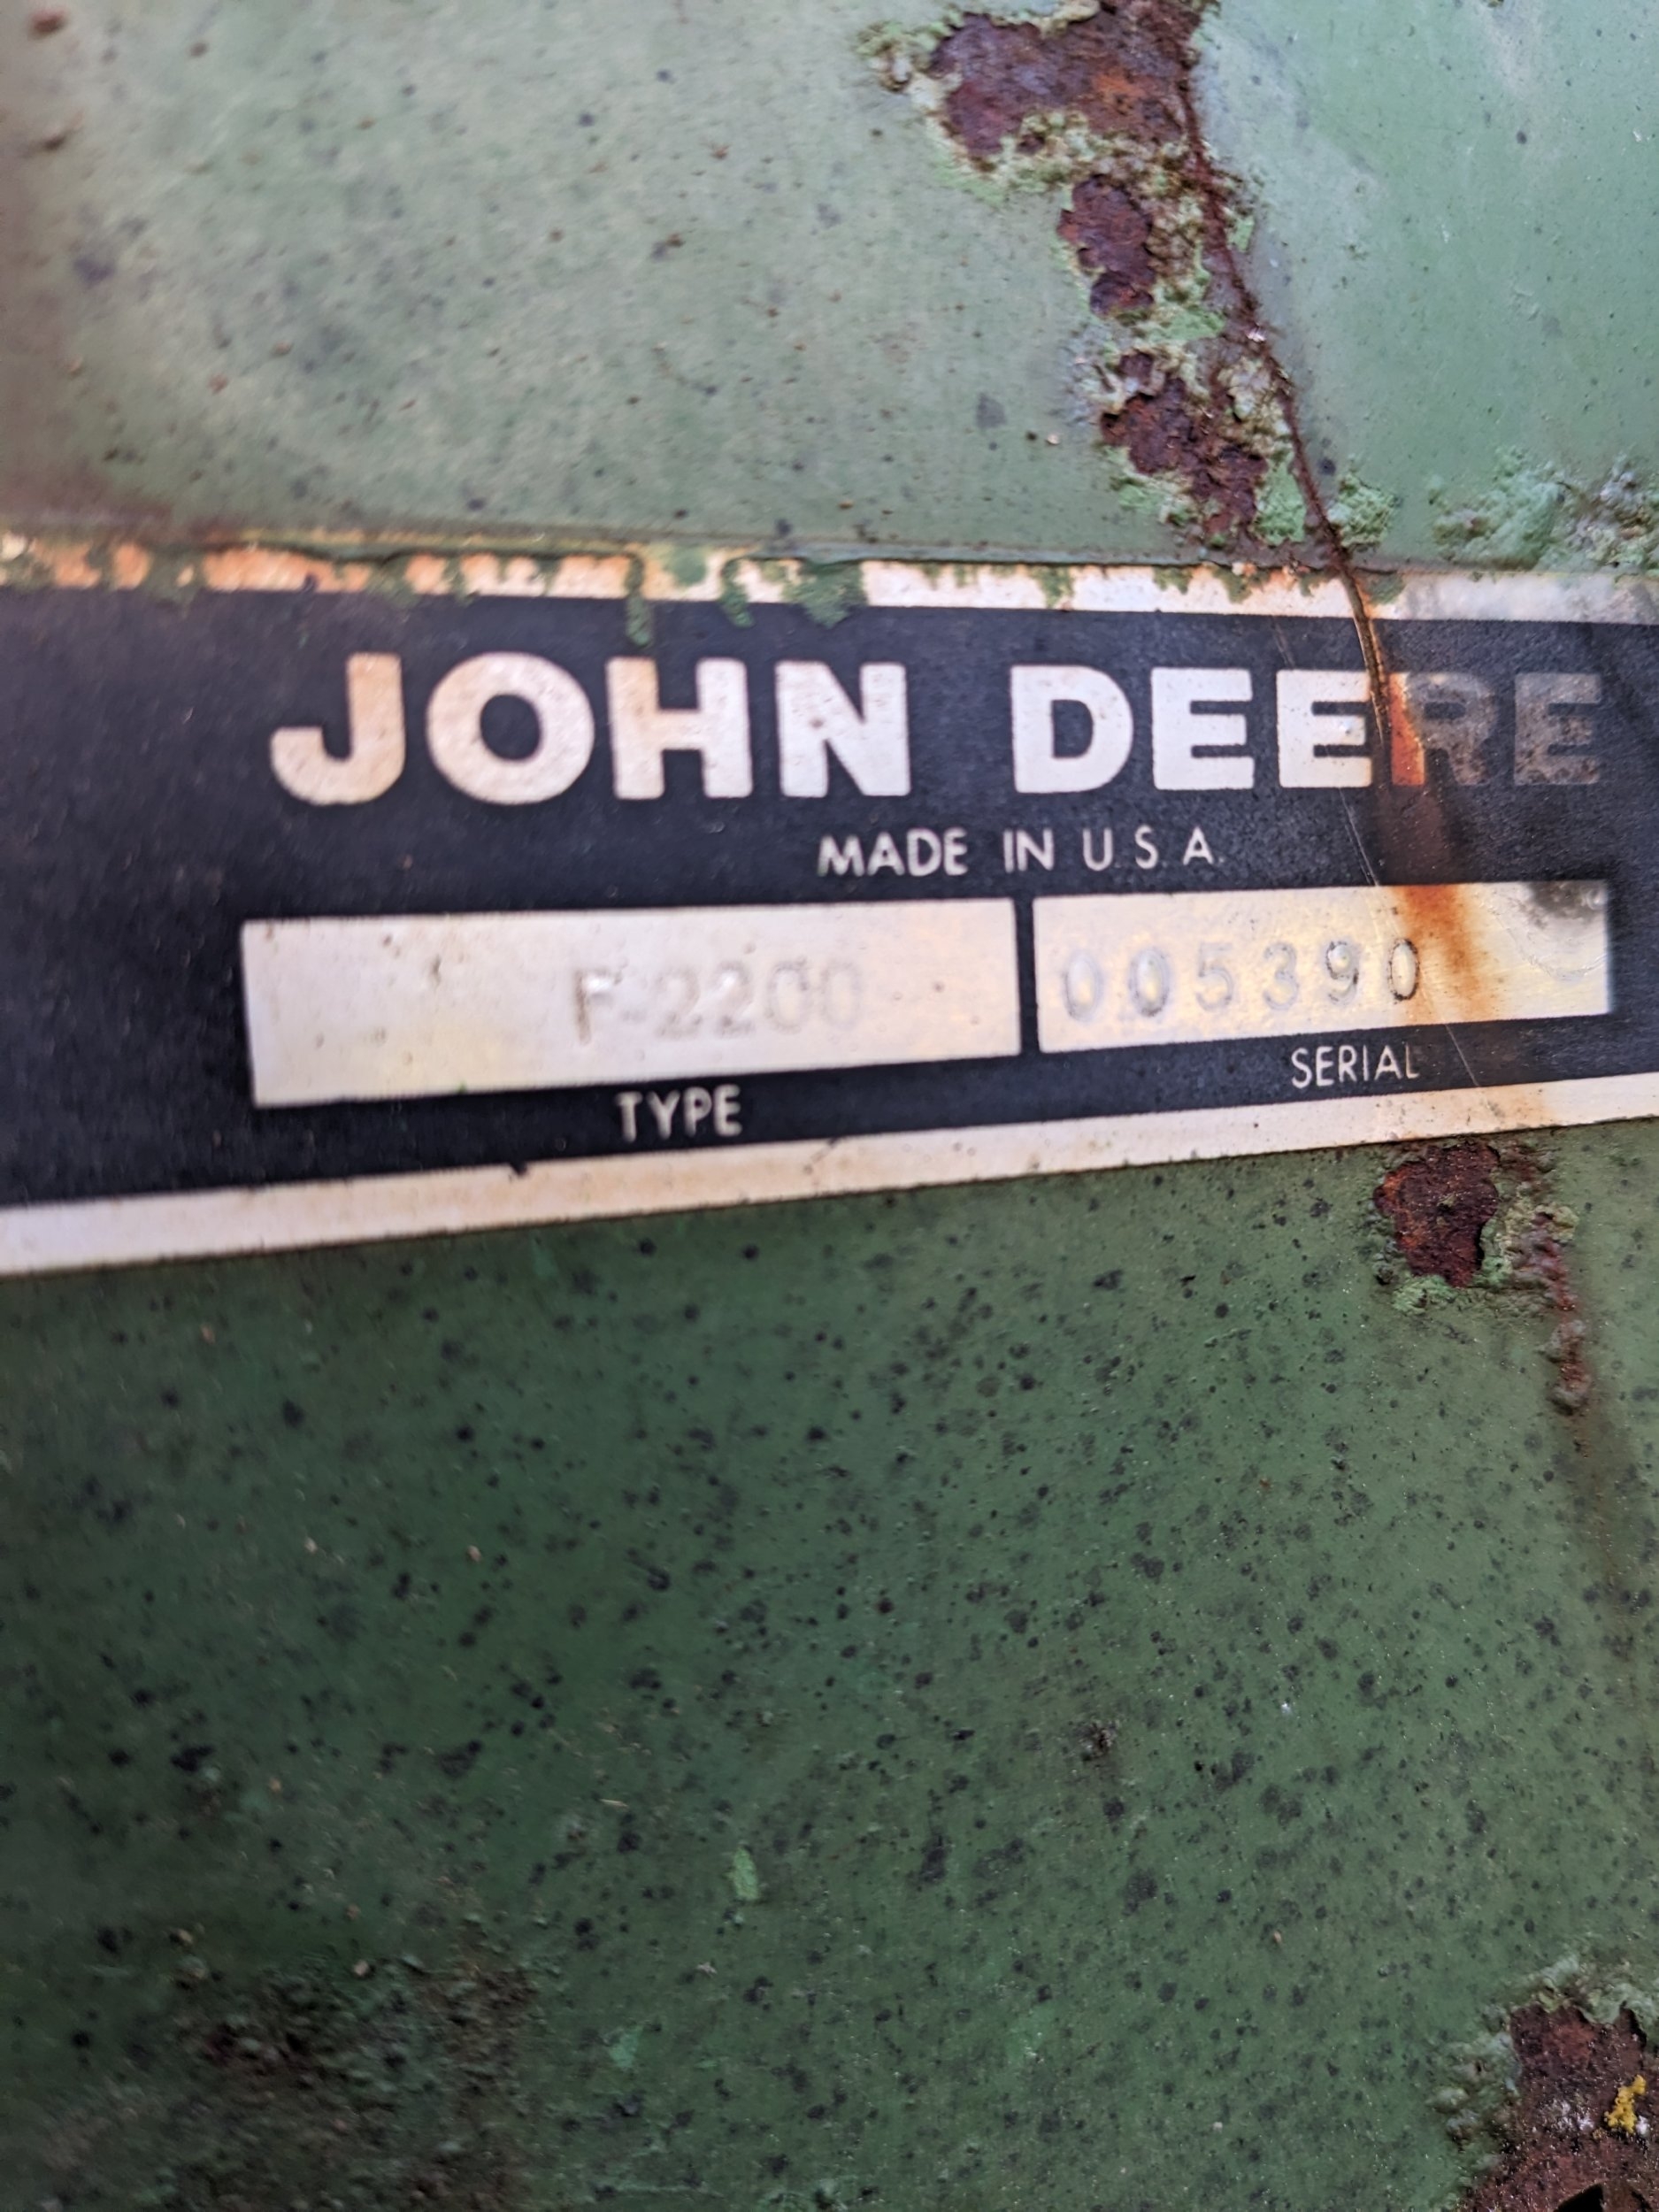 JOHN DEERE
MADE IN U.S.A.
F-2200 005390
TYPE SERIAL